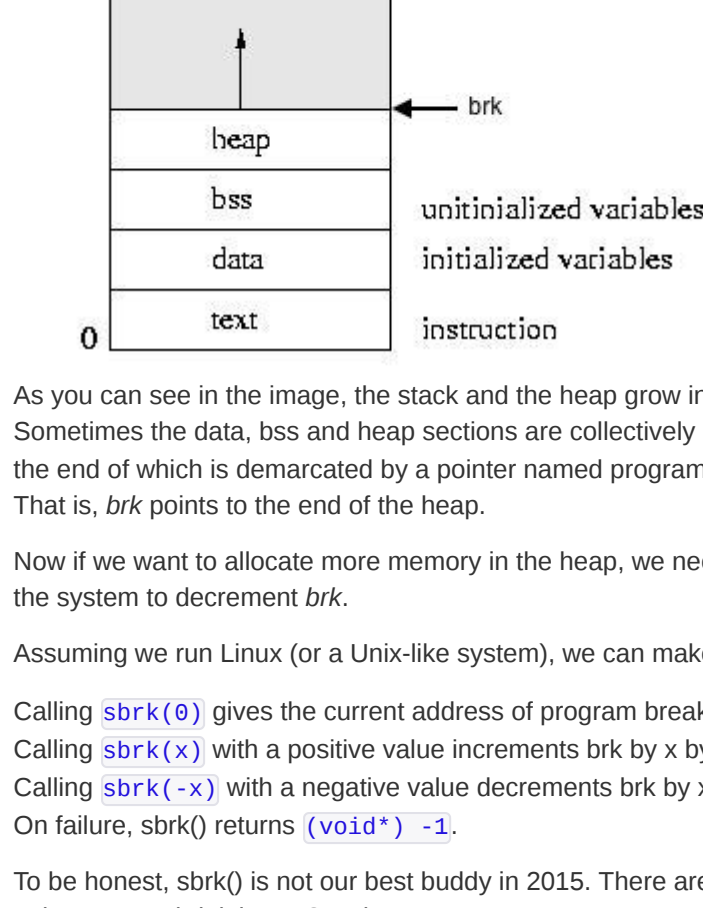 brk
heap
bss
unitinialized variables
data
initialized variables
text
0
instruction
As you can see in the image, the stack and the heap grow in
Sometimes the data, bss and heap sections are collectively
the end of which is demarcated by a pointer named program
That is, brk points to the end of the heap.
Now if we want to allocate more memory in the heap, we
the system to decrement brk.
Assuming we run Linux (or a Unix-like system), we can make
Calling sbrk(0) gives the current address of program break
Calling sbrk(x) with a positive value increments brk by x
Calling sbrk(-x) with a negative value decrements brk by x
On failure, sbrk() returns (void*) -1.
To be honest, sbrk() is not our best buddy in 2015. There are